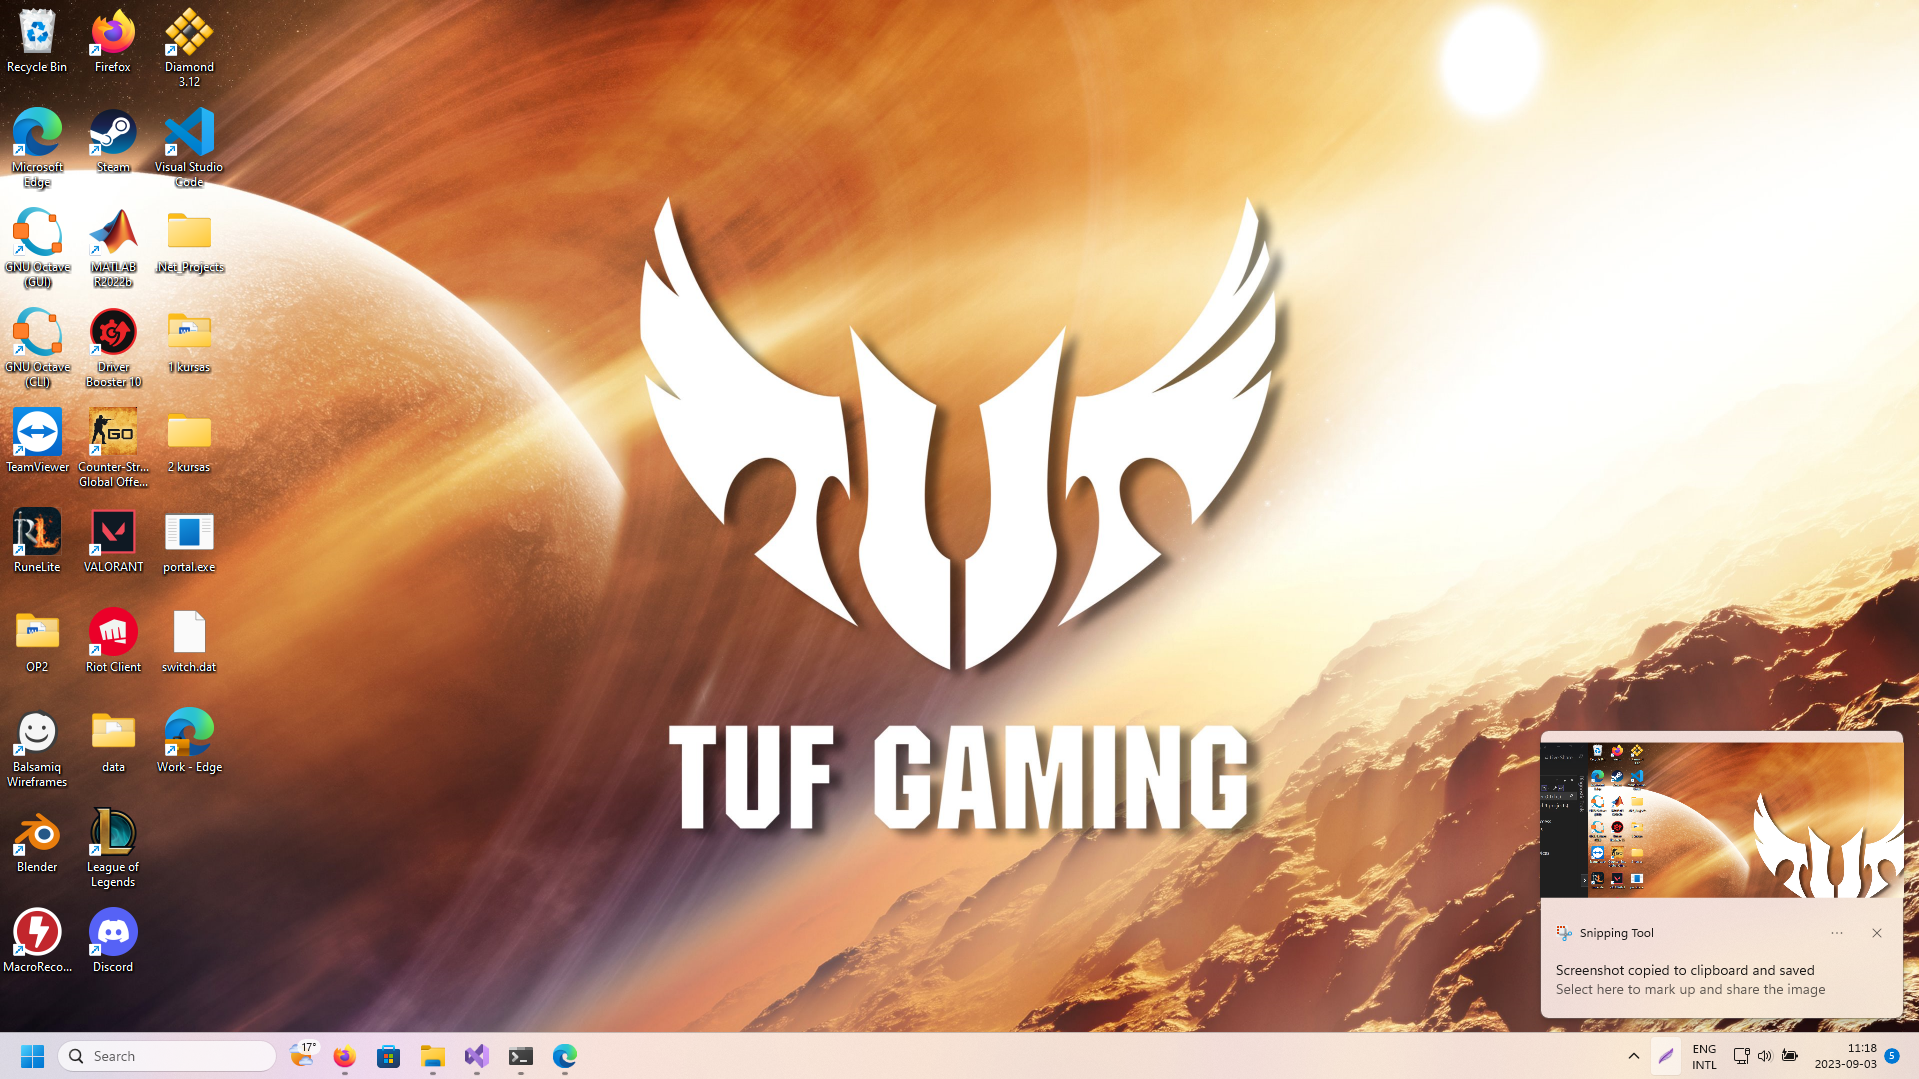 Recycle Bin
Firefox
Diamond
3.12
Microsoft
Edge
Steam
Visual Studio
Code
GNU Octave
(GUI)
MATLAB
R2022b
.Net_Projects
GNU Octave
(CLI)
Driver
Booster 10
1 kursas
TeamViewer
GO
Counter-Str...
Global Offe...
2 kursas
RuneLite
VALORANT
portal.exe
OP2
Riot Client
switch.dat
Balsamiq
Wireframes
data
Work - Edge
Blender
League of
Legends
MacroReco...
Discord
TUF GAMING
Snipping Tool
Screenshot copied to clipboard and saved
Select here to mark up and share the image
Search
17°
ENG
INTL
11:18
2023-09-03
5